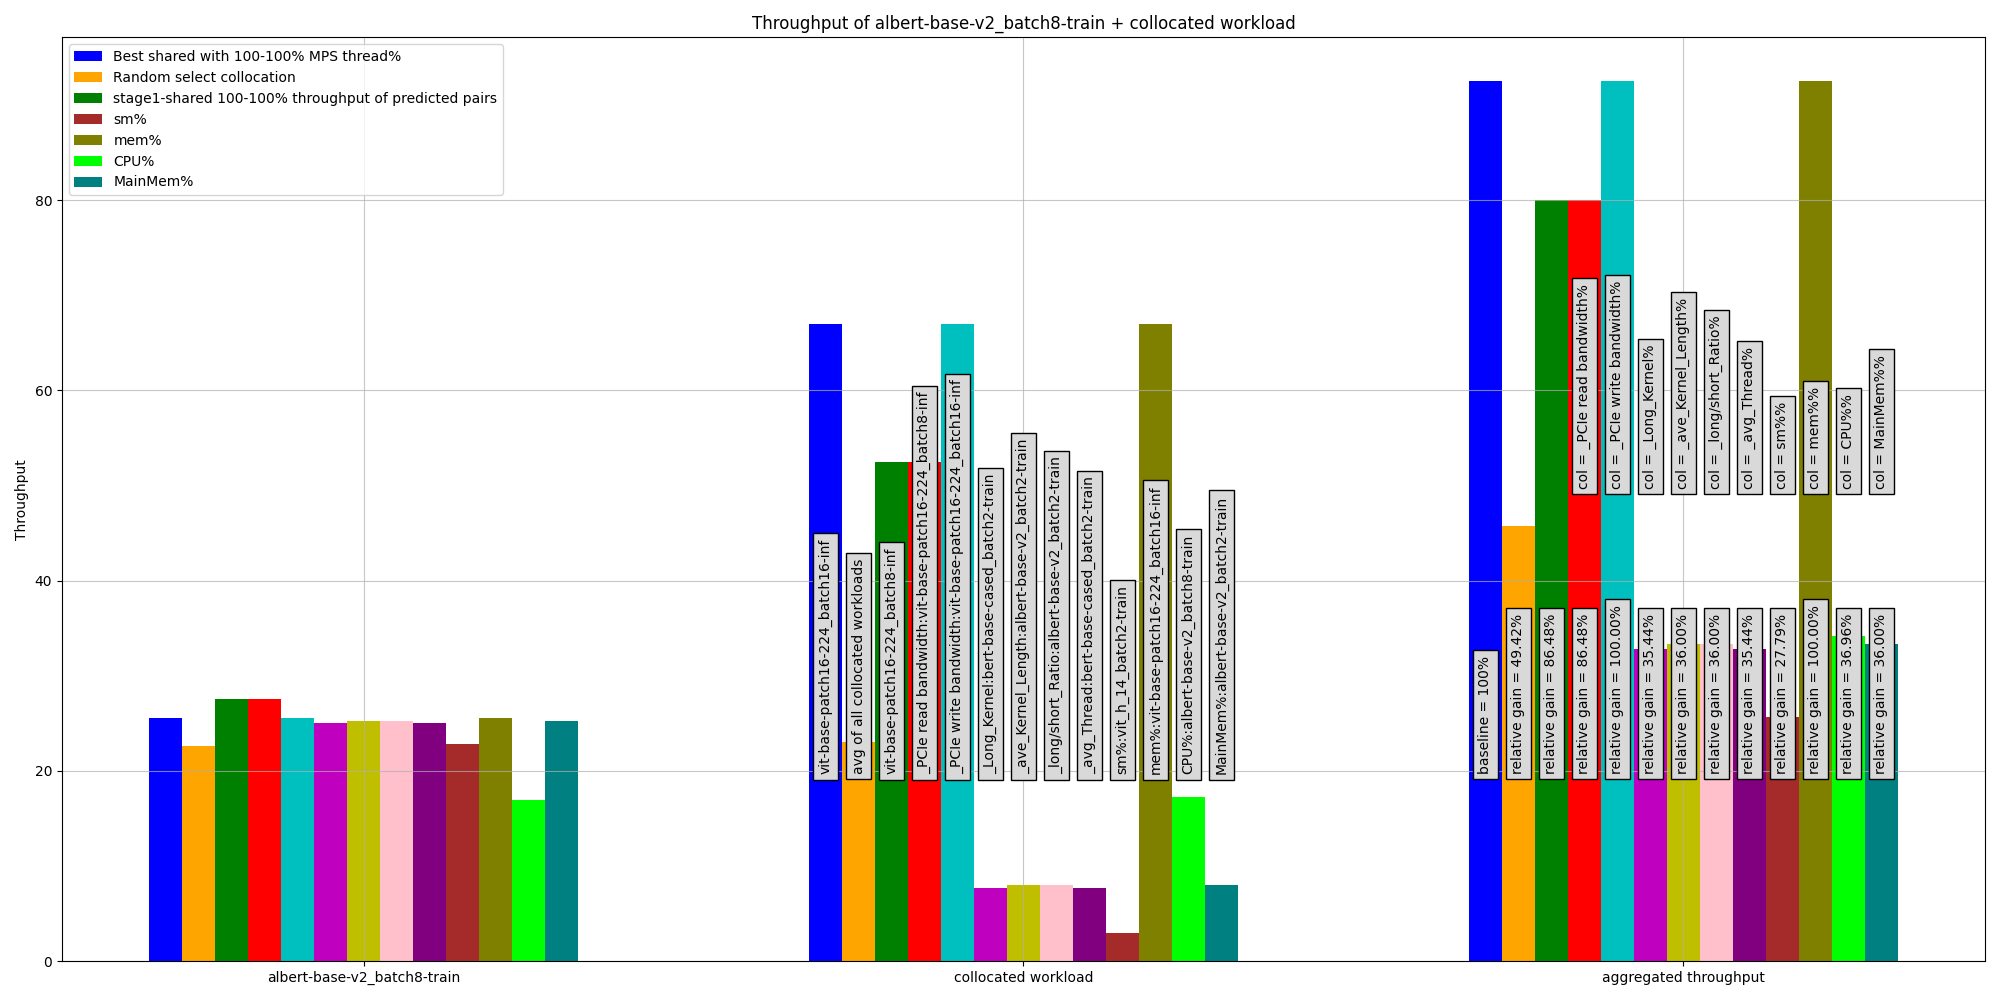 Throughput of albert-base-v2_batch8-train + collocated workload
Best shared with 100-100% MPS thread%
Random select collocation
stage1-shared 100-100% throughput of predicted pairs
sm%
mem%
CPU%
MainMem%
Throughput
80
60
40
20
0
vit-base-patch16-224_batch16-inf
avg of all collocated workloads
vit-base-patch16-224_batch8-inf
_PCIe read bandwidth:vit-base-patch16-224_batch8-inf
_PCIe write bandwidth:vit-base-patch16-224_batch16-inf
_Long_Kernel:bert-base-cased_batch2-train
_ave_Kernel_Length:albert-base-v2_batch2-train
_long/short_Ratio:albert-base-v2_batch2-train
_avg_Thread:bert-base-cased_batch2-train
sm%:vit_h_14_batch2-train
mem%:vit-base-patch16-224_batch16-inf
CPU%:albert-base-v2_batch8-train
MainMem%:albert-base-v2_batch2-train
col = _PCIe read bandwidth%
col = _PCIe write bandwidth%
col = _Long_Kernel%
col = _ave_Kernel_Length%
col = _long/short_Ratio%
col = _avg_Thread%
col = sm%%
col = mem%%
col = CPU%%
col = MainMem%%
baseline = 100%
relative gain = 49.42%
relative gain = 86.48%
relative gain = 86.48%
relative gain = 100.00%
relative gain = 35.44%
relative gain = 36.00%
relative gain = 36.00%
relative gain = 35.44%
relative gain = 27.79%
relative gain = 100.00%
relative gain = 36.96%
relative gain = 36.00%
albert-base-v2_batch8-train
collocated workload
aggregated throughput